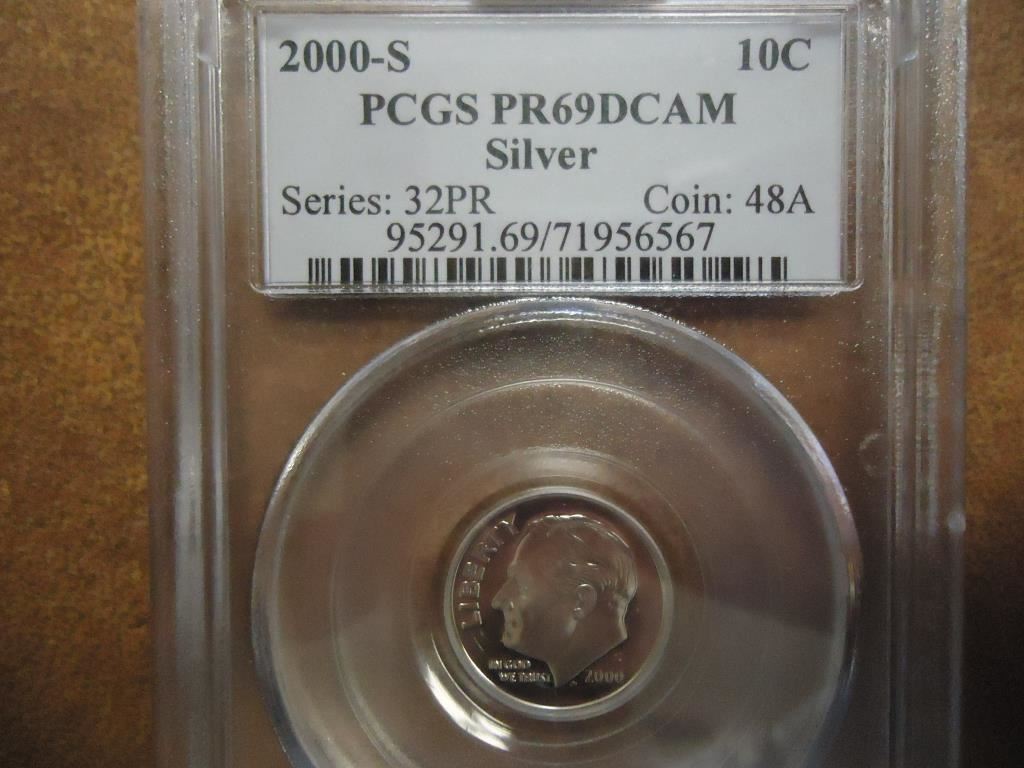 2000-S 10C
PCGS PR69DCAM
Silver
Series: 32PR Coin: 48A
95291.69/71956567
LIBERTY
IN GOD
WE TRUST
2000